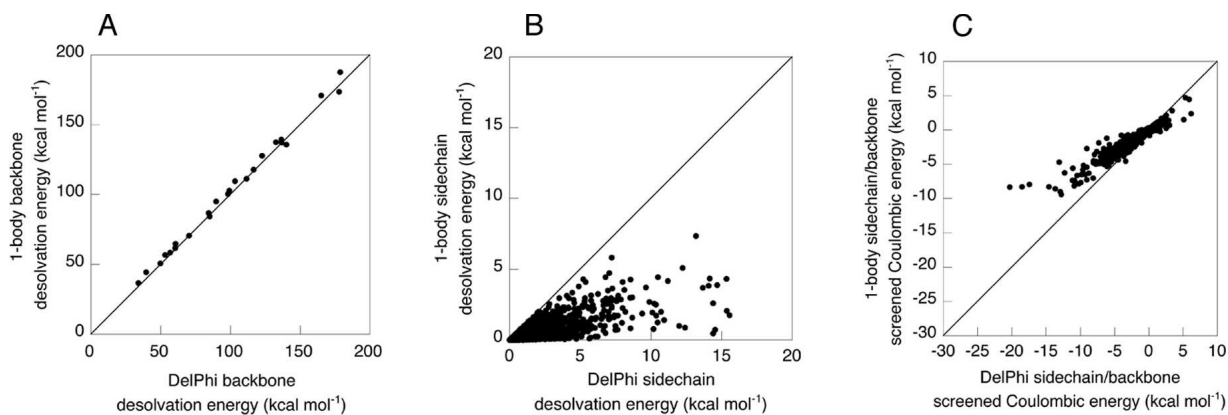 A
200
150
100
50
0
0
50
100
150
200
1-body backbone
desolvation energy (kcal mol⁻¹)
DelPhi backbone
desolvation energy (kcal mol⁻¹)
B
20
15
10
5
0
0
5
10
15
20
1-body sidechain
desolvation energy (kcal mol⁻¹)
DelPhi sidechain
desolvation energy (kcal mol⁻¹)
C
10
5
0
-5
-10
-15
-20
-25
-30
-30
-25
-20
-15
-10
-5
0
5
10
1-body sidechain/backbone
screened Coulombic energy (kcal mol⁻¹)
DelPhi sidechain/backbone
screened Coulombic energy (kcal mol⁻¹)